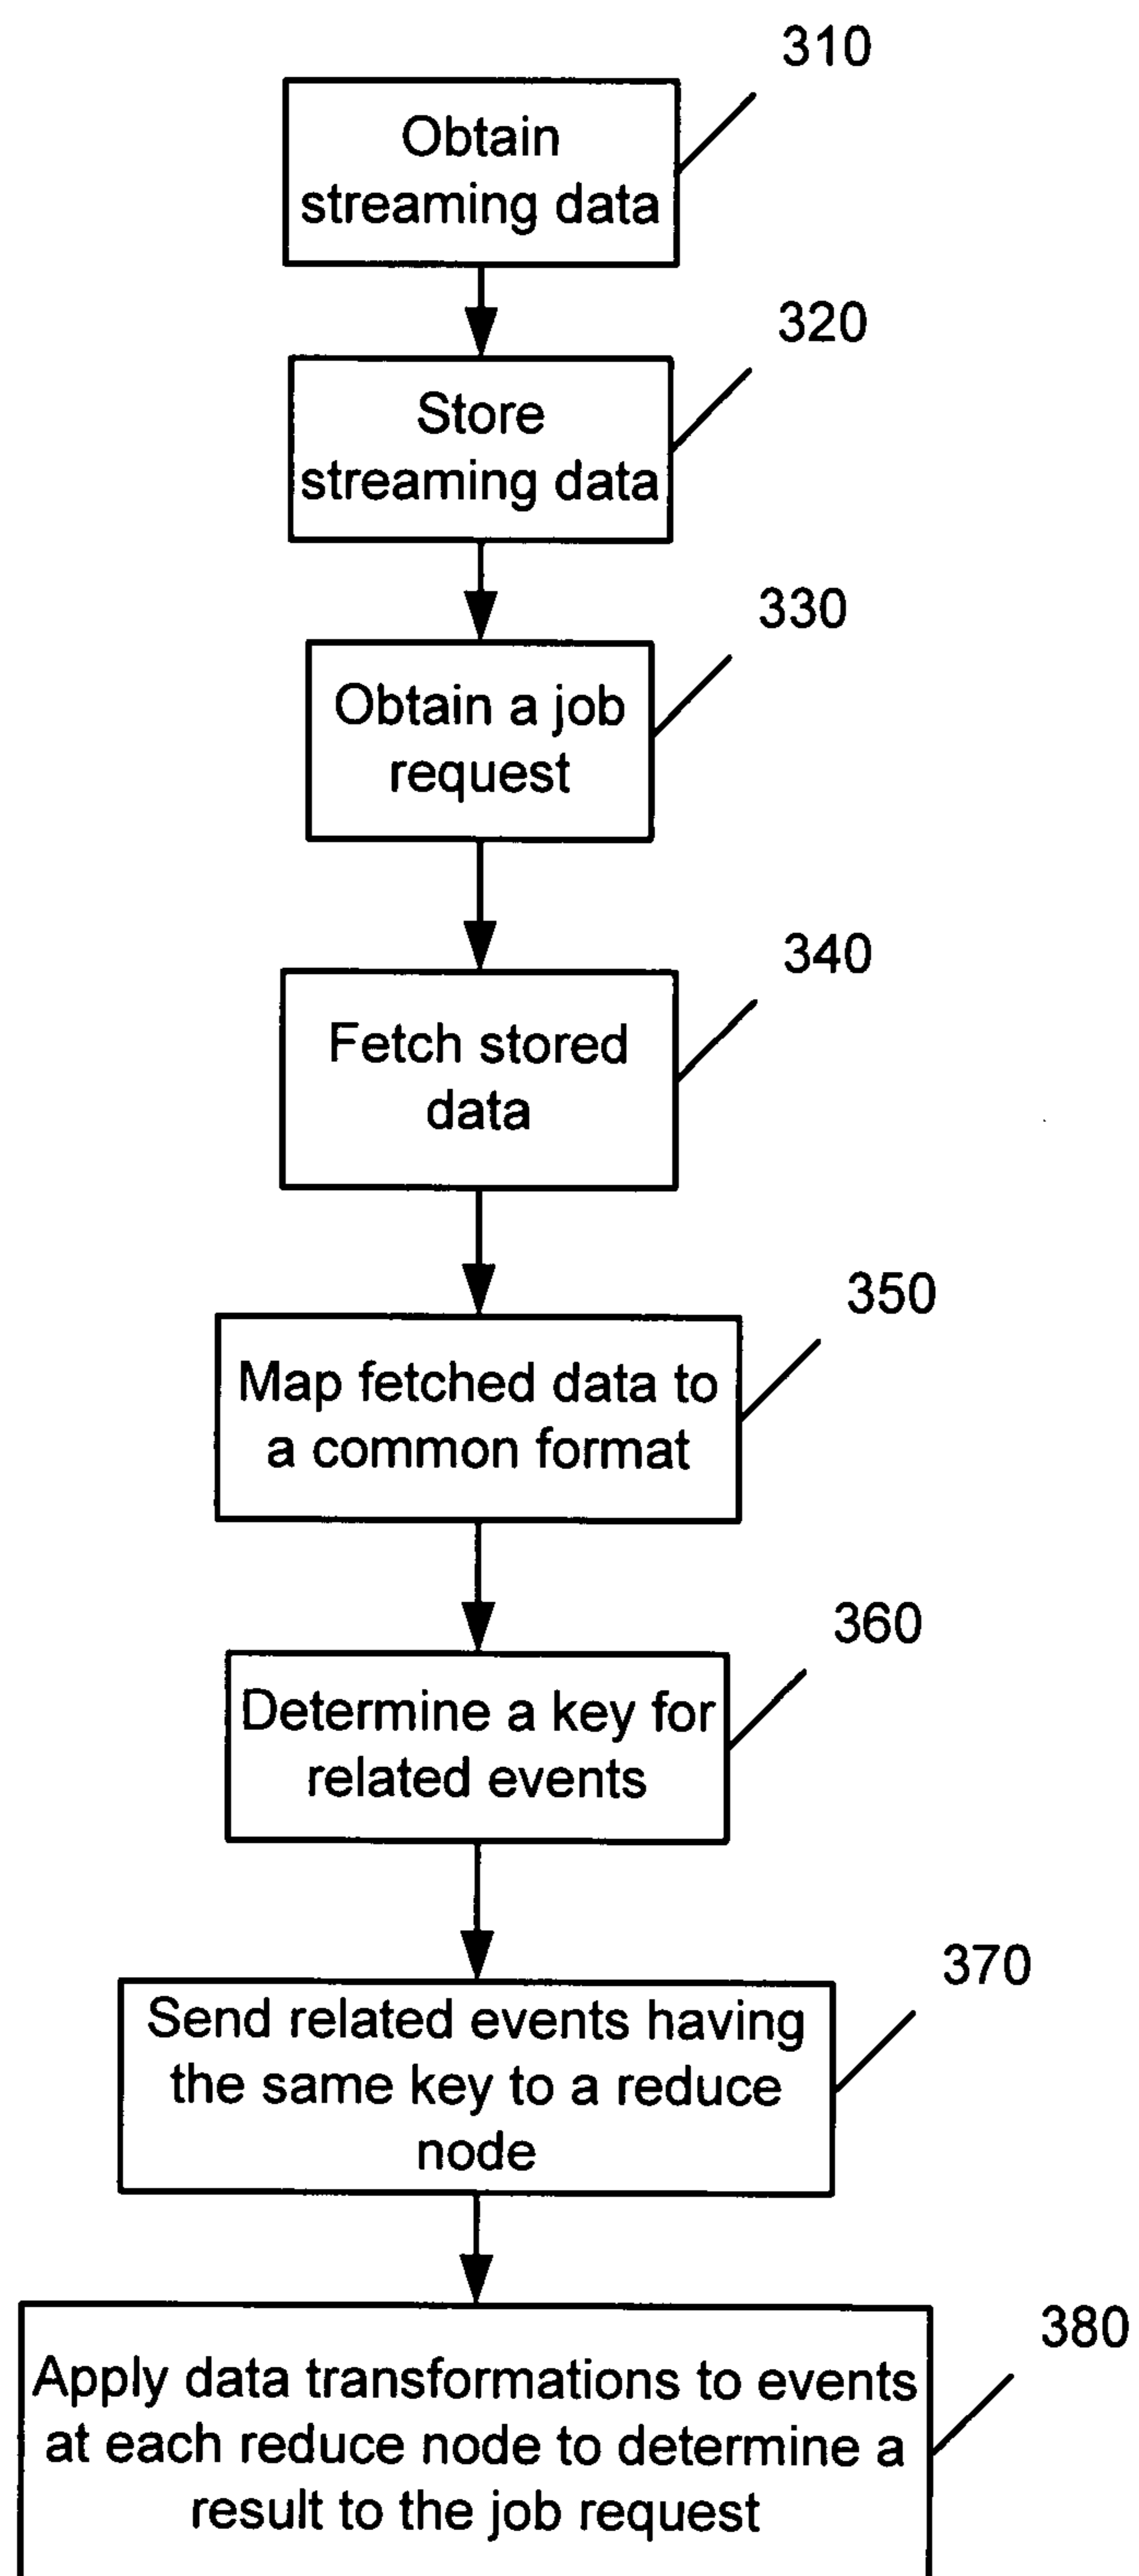 310
Obtain
streaming data
320
Store
streaming data
330
Obtain a job
request
340
Fetch stored
data
350
Map fetched data to
a common format
360
Determine a key for
related events
370
Send related events having
the same key to a reduce
node
380
Apply data transformations to events
at each reduce node to determine a
result to the job request